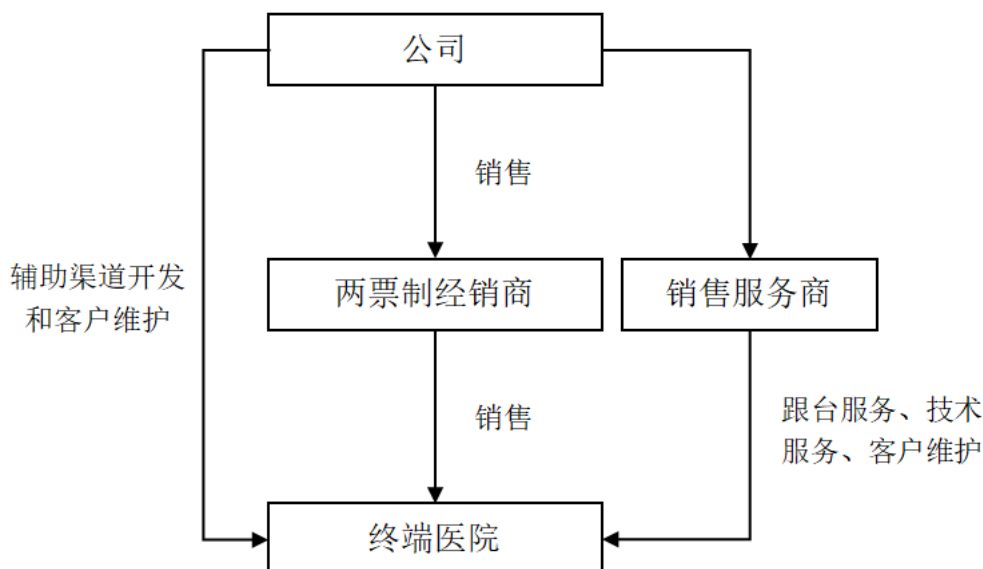 公司
销售
辅助渠道开发
和客户维护
两票制经销商
销售服务商
销售
跟台服务、技术
服务、客户维护
终端医院